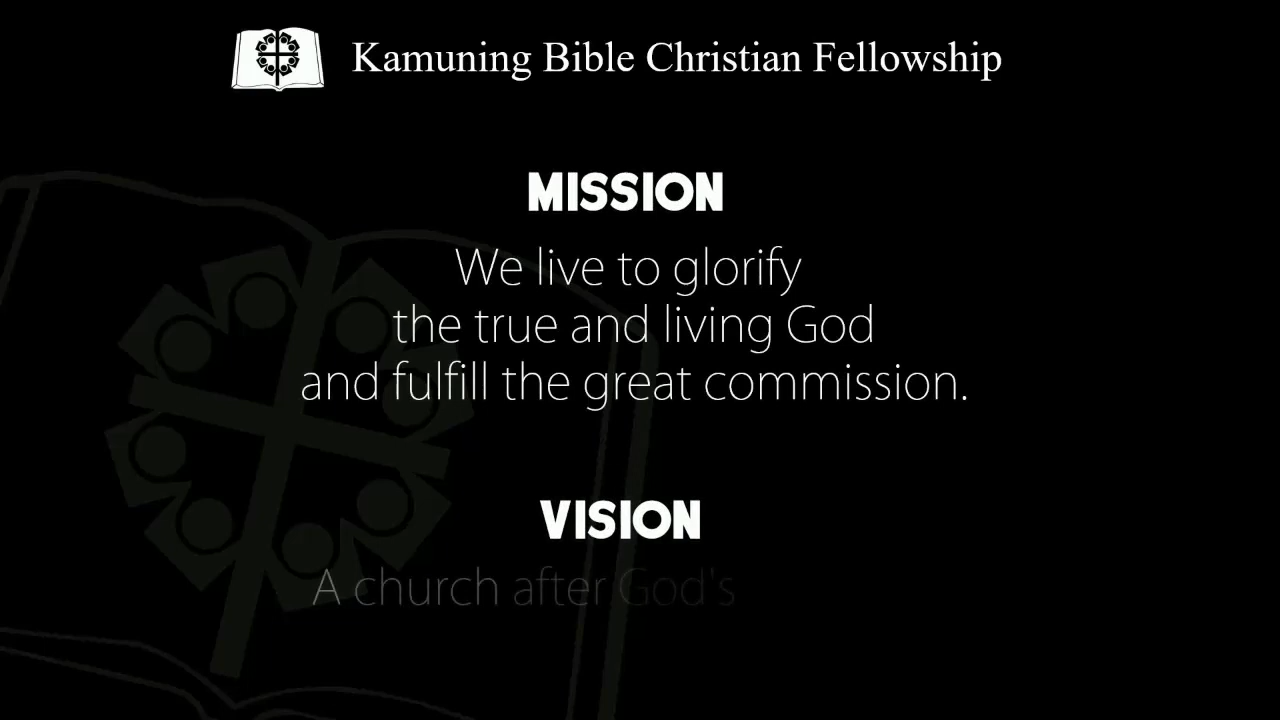 Kamuning Bible Christian Fellowship
MISSION
We live to glorify
the true and living God
and fulfill the great commission.
VISION
A church after God's